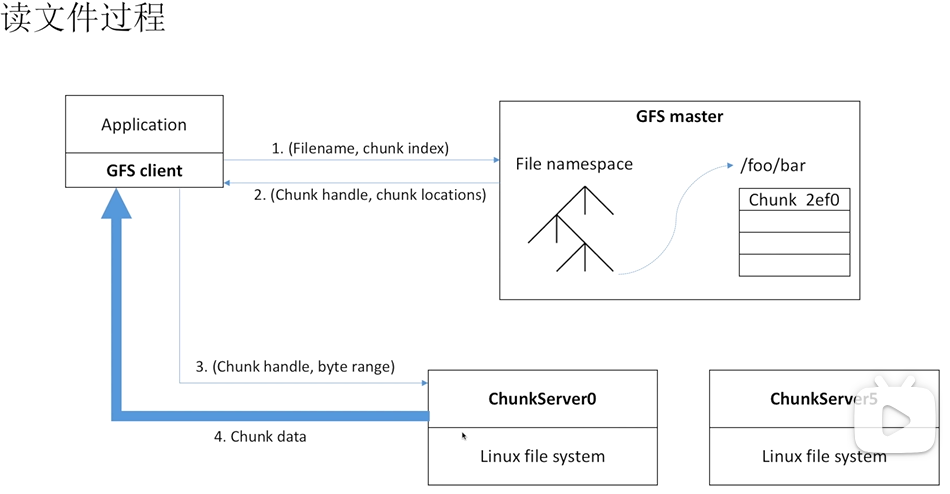 读文件过程
Application
GFS client
1. (Filename, chunk index)
2. (Chunk handle, chunk locations)
GFS master
File namespace
/foo/bar
Chunk 2ef0
3. (Chunk handle, byte range)
4. Chunk data
ChunkServer0
Linux file system
ChunkServer5
Linux file system